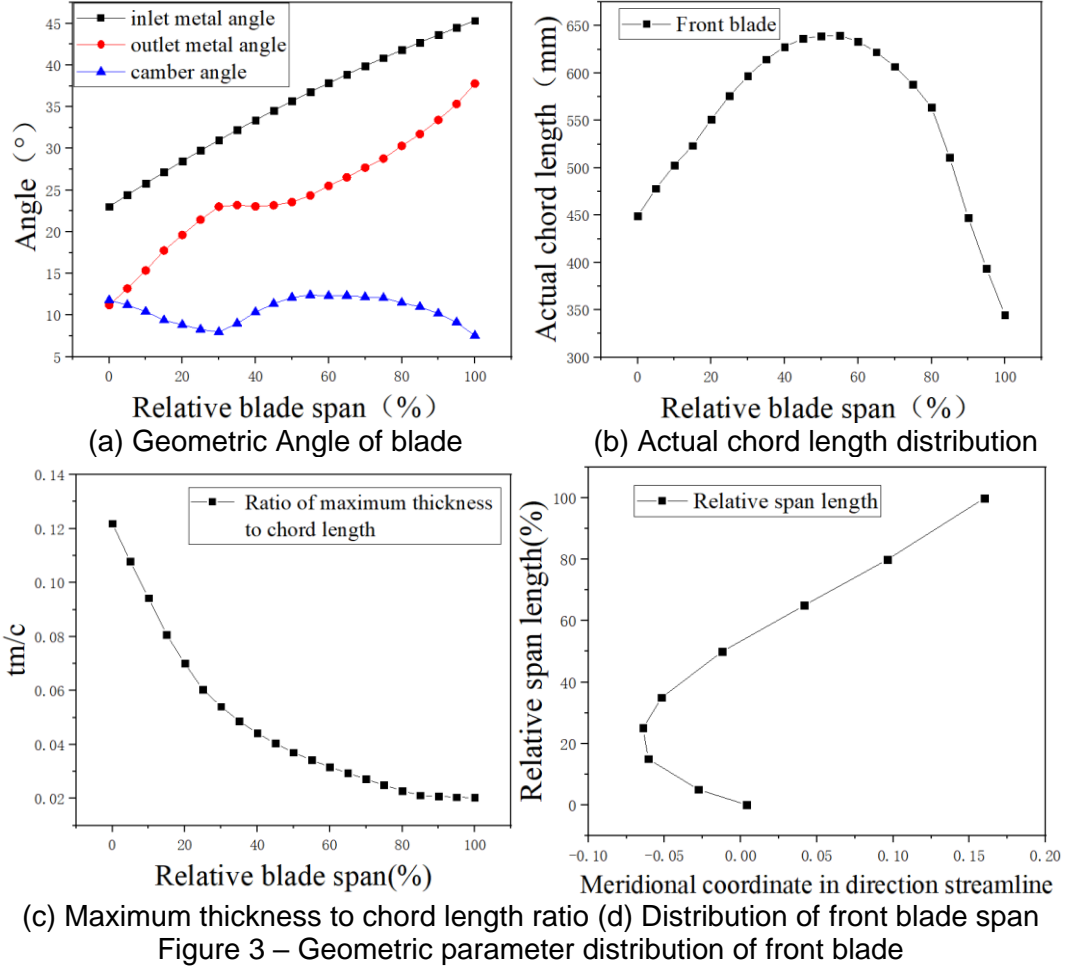 45
40
35
30
25
20
15
10
5
Angle（°）
inlet metal angle
outlet metal angle
camber angle
0 20 40 60 80 100
Relative blade span（%）
(a) Geometric Angle of blade
650
600
550
500
450
400
350
300
Actual chord length（mm）
Front blade
0 20 40 60 80 100
Relative blade span（%）
(b) Actual chord length distribution
0.14
0.12
0.10
0.08
0.06
0.04
0.02
tm/c
Ratio of maximum thickness
to chord length
0 20 40 60 80 100
Relative blade span(%)
100
80
60
40
20
0
Relative span length(%)
Relative span length
-0.10 -0.05 0.00 0.05 0.10 0.15 0.20
Meridional coordinate in direction streamline
(c) Maximum thickness to chord length ratio (d) Distribution of front blade span
Figure 3 – Geometric parameter distribution of front blade